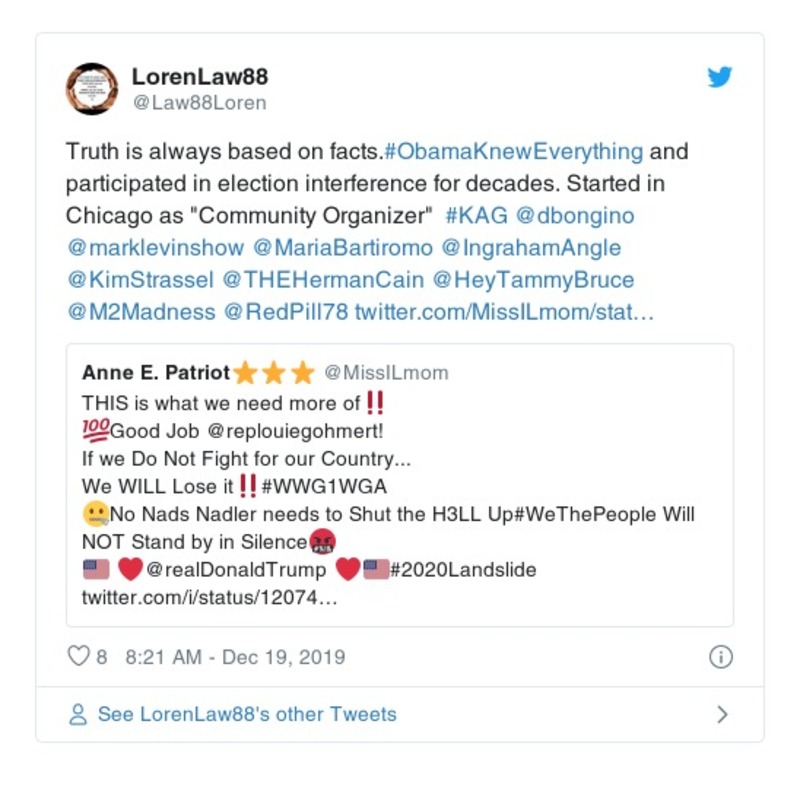 LorenLaw88
@Law88Loren
Truth is always based on facts.#ObamaKnewEverything and
participated in election interference for decades. Started in
Chicago as "Community Organizer"  #KAG @dbongino
@marklevinshow @MariaBartiromo @IngrahamAngle
@KimStrassel @THEHermanCain @HeyTammyBruce
@M2Madness @RedPill78 twitter.com/MissILmom/stat…
Anne E. Patriot⭐⭐⭐ @MissILmom
THIS is what we need more of‼️
💯Good Job @replouiegohmert!
If we Do Not Fight for our Country...
We WILL Lose it‼️#WWG1WGA
🤐No Nads Nadler needs to Shut the H3LL Up#WeThePeople Will
NOT Stand by in Silence🤬
🇺🇸 ❤️@realDonaldTrump ❤️🇺🇸#2020Landslide
twitter.com/i/status/12074…
8 8:21 AM - Dec 19, 2019
See LorenLaw88's other Tweets